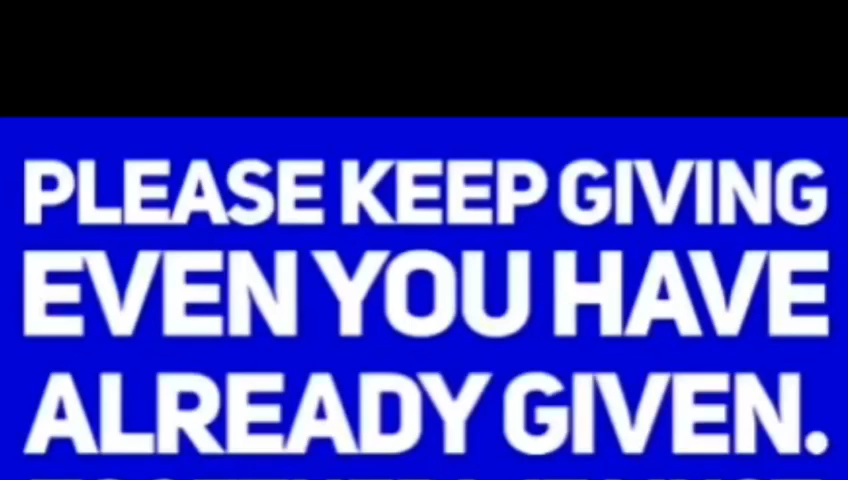 PLEASE KEEP GIVING
EVEN YOU HAVE
ALREADY GIVEN.